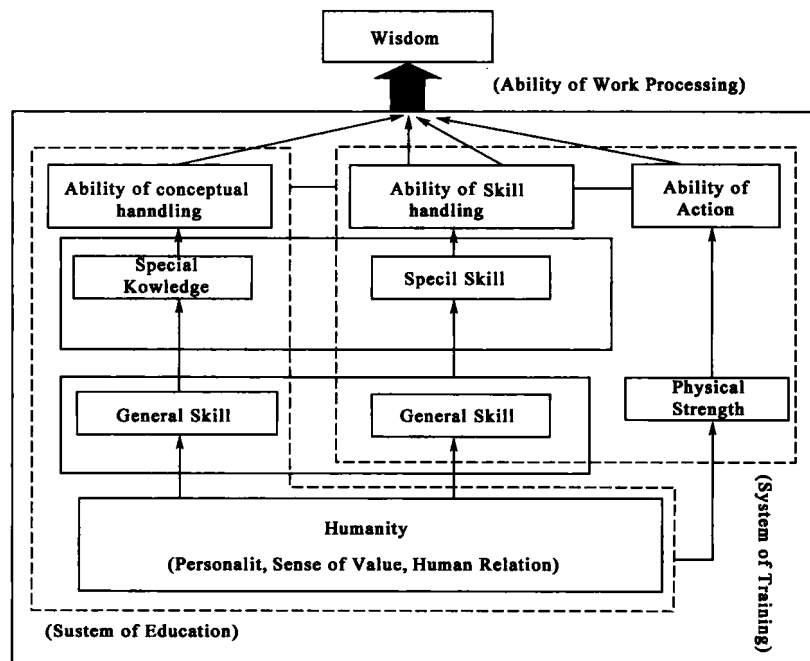 Wisdom
(Ability of Work Processing)
Ability of conceptual
hanndling
Ability of Skill
handling
Ability of
Action
Special
Kowledge
Specil Skill
General Skill
General Skill
Physical
Strength
Humanity
(Personalit, Sense of Value, Human Relation)
(System of Training)
(Sustem of Education)